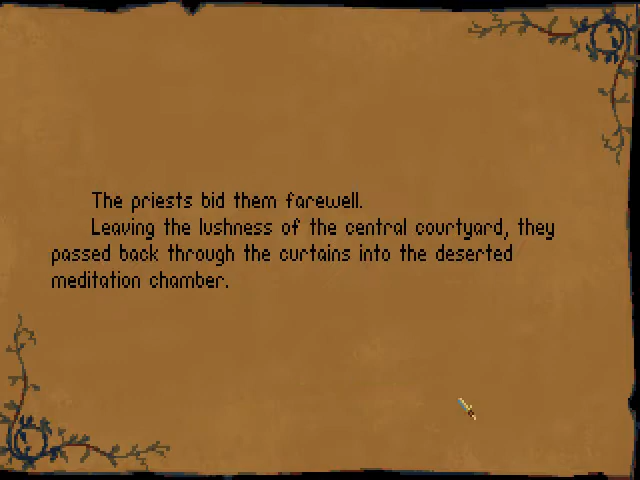 The priests bid them farewell.
Leaving the lushness of the central courtyard, they
passed back through the curtains into the deserted
meditation chamber.